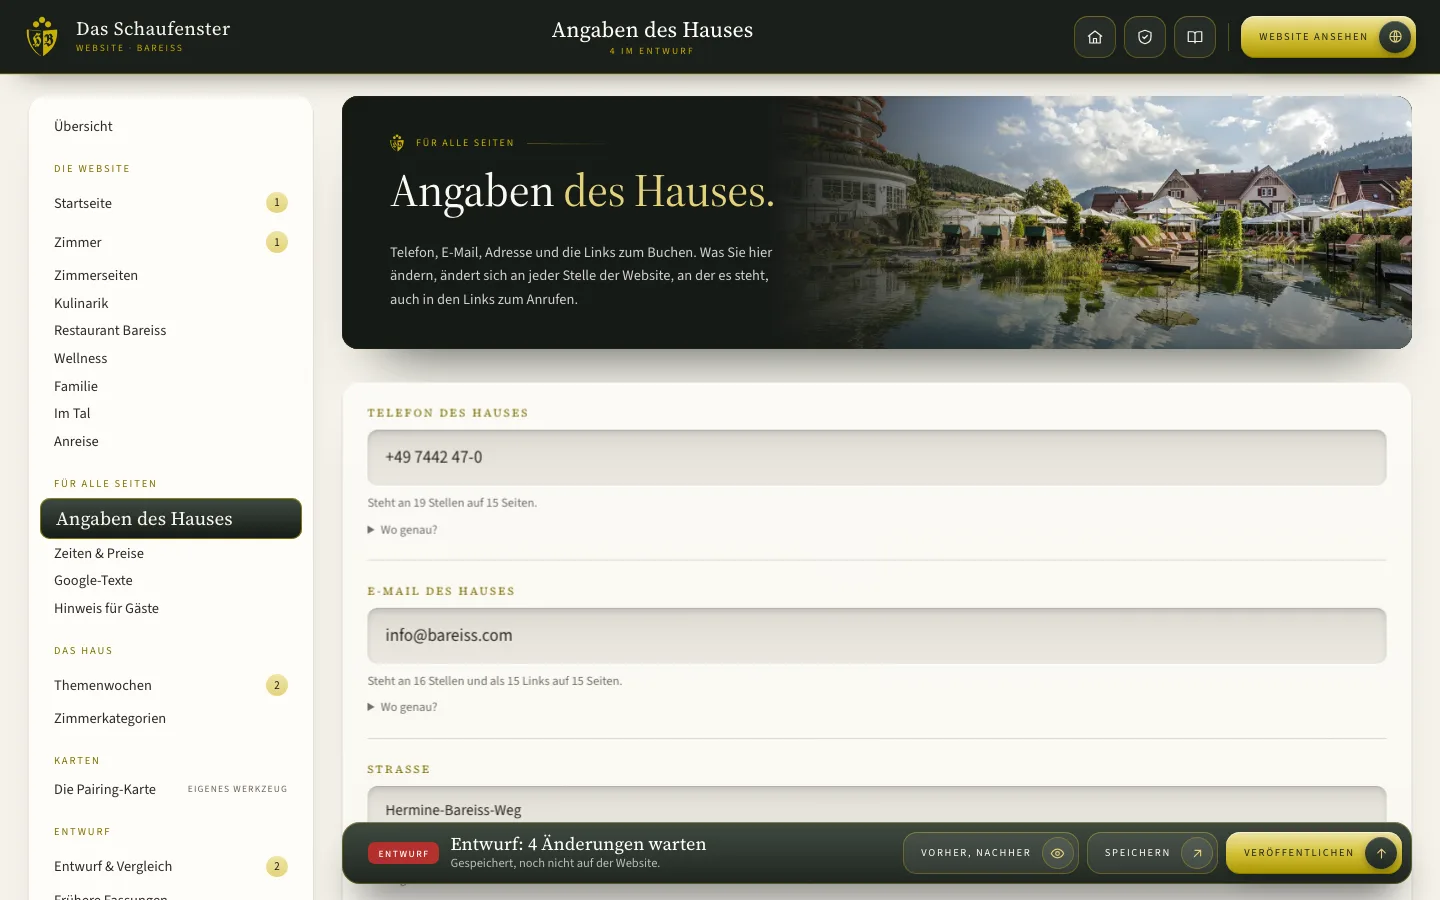 Das Schaufenster
WEBSITE · BAREISS
Angaben des Hauses
4 IM ENTWURF
WEBSITE ANSEHEN
Übersicht
DIE WEBSITE
Startseite 1
Zimmer 1
Zimmerseiten
Kulinarik
Restaurant Bareiss
Wellness
Familie
Im Tal
Anreise
FÜR ALLE SEITEN
Angaben des Hauses
Zeiten & Preise
Google-Texte
Hinweis für Gäste
DAS HAUS
Themenwochen 2
Zimmerkategorien
KARTEN
Die Pairing-Karte EIGENES WERKZEUG
ENTWURF
Entwurf & Vergleich 2
Frühere Fassungen
FÜR ALLE SEITEN
Angaben des Hauses.
Telefon, E-Mail, Adresse und die Links zum Buchen. Was Sie hier
ändern, ändert sich an jeder Stelle der Website, an der es steht,
auch in den Links zum Anrufen.
TELEFON DES HAUSES
+49 7442 47-0
Steht an 19 Stellen auf 15 Seiten.
Wo genau?
E-MAIL DES HAUSES
info@bareiss.com
Steht an 16 Stellen und als 15 Links auf 15 Seiten.
Wo genau?
STRASSE
Hermine-Bareiss-Weg
ENTWURF
Entwurf: 4 Änderungen warten
Gespeichert, noch nicht auf der Website.
VORHER, NACHHER
SPEICHERN
VERÖFFENTLICHEN